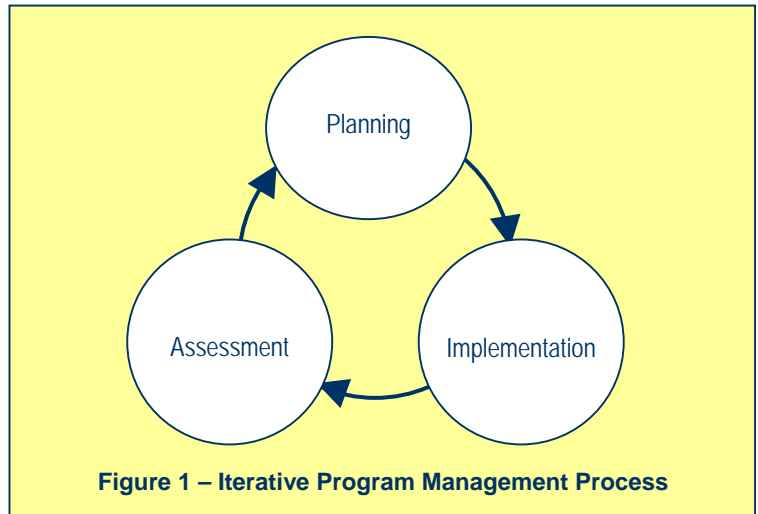 Planning
Assessment
Implementation
Figure 1 – Iterative Program Management Process